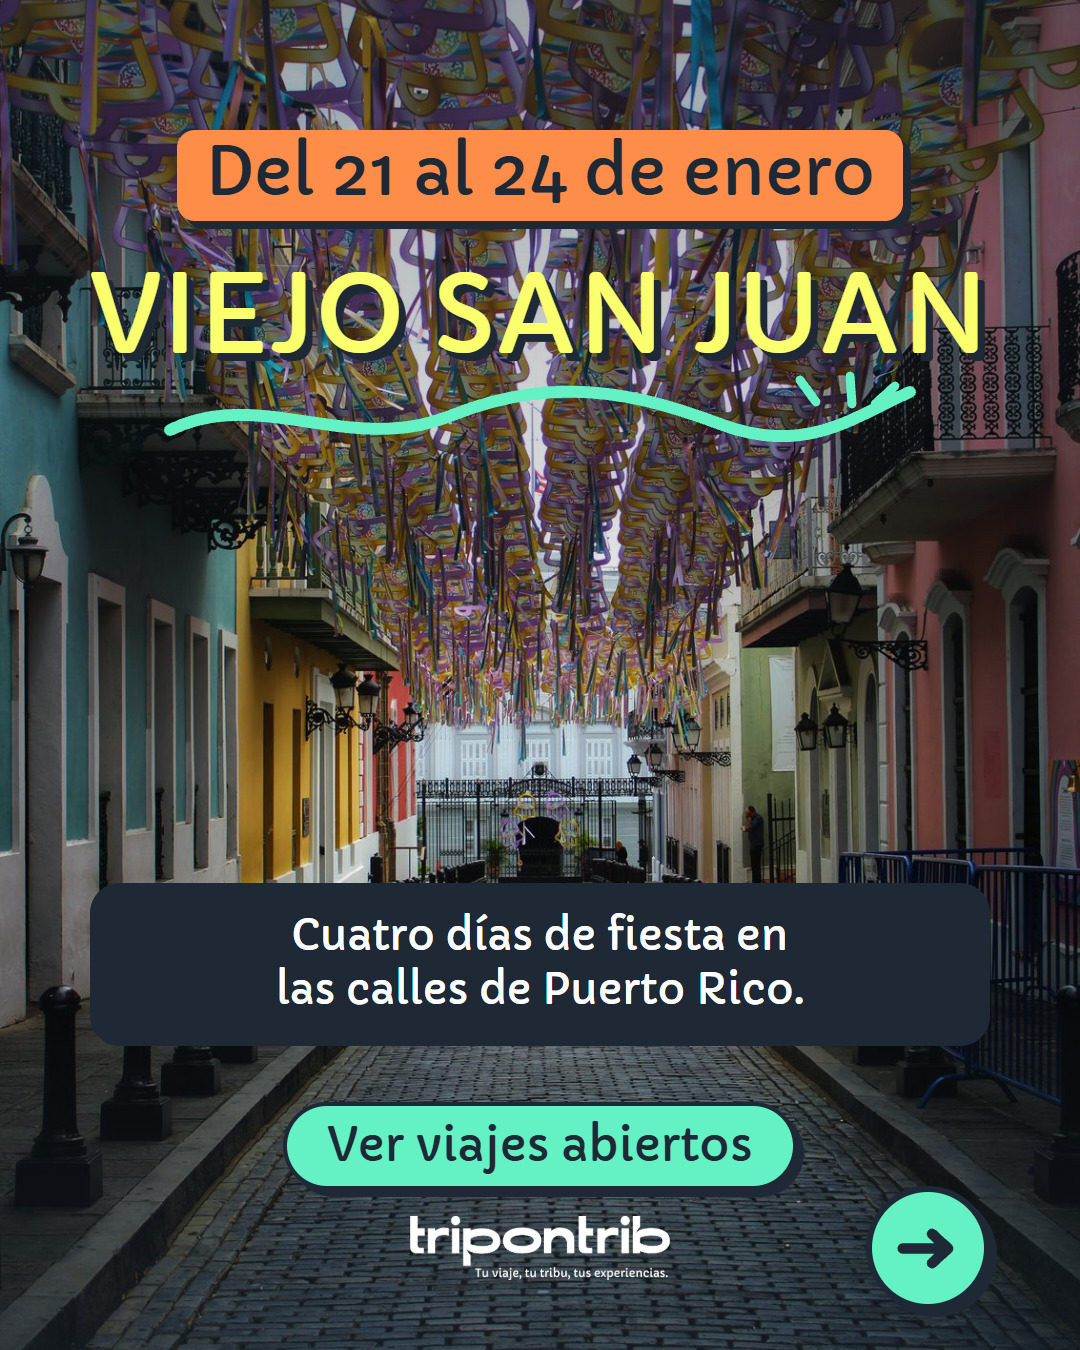 Del 21 al 24 de enero
VIEJO SAN JUAN
Cuatro días de fiesta en
las calles de Puerto Rico.
Ver viajes abiertos
tripontrib
Tu viaje, tu tribu, tus experiencias.